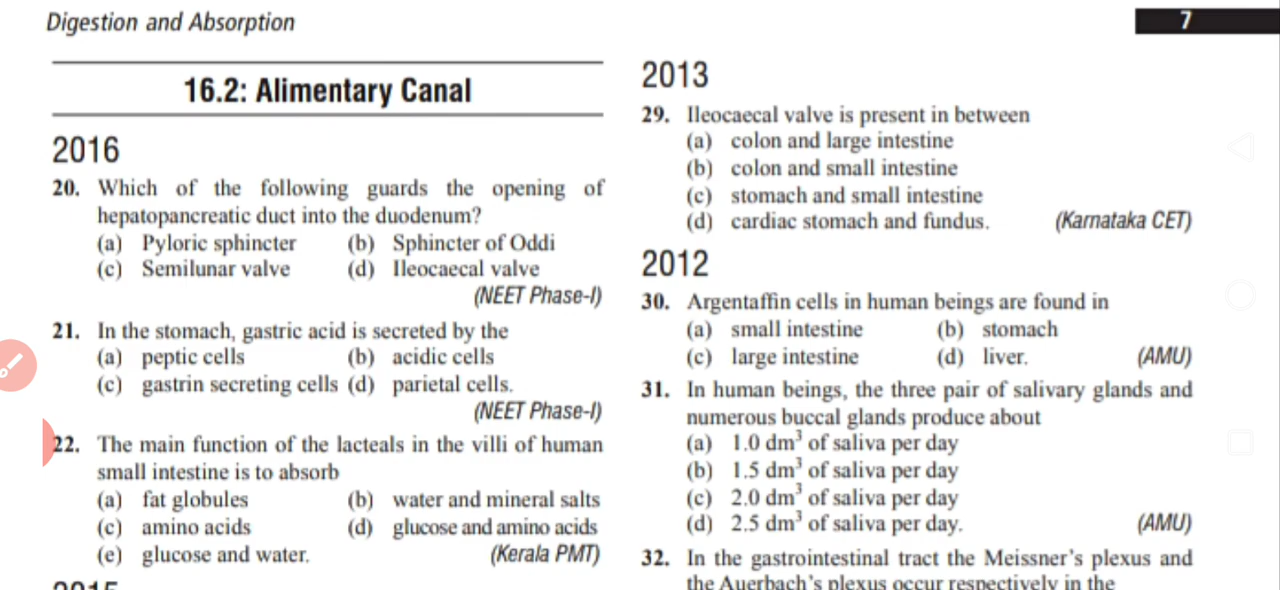 Digestion and Absorption
7
16.2: Alimentary Canal
2016
20. Which of the following guards the opening of
hepatopancreatic duct into the duodenum?
(a) Pyloric sphincter (b) Sphincter of Oddi
(c) Semilunar valve (d) Ileocaecal valve
(NEET Phase-I)
21. In the stomach, gastric acid is secreted by the
(a) peptic cells (b) acidic cells
(c) gastrin secreting cells (d) parietal cells.
(NEET Phase-I)
22. The main function of the lacteals in the villi of human
small intestine is to absorb
(a) fat globules (b) water and mineral salts
(c) amino acids (d) glucose and amino acids
(e) glucose and water. (Kerala PMT)
2015
2013
29. Ileocaecal valve is present in between
(a) colon and large intestine
(b) colon and small intestine
(c) stomach and small intestine
(d) cardiac stomach and fundus. (Karnataka CET)
2012
30. Argentaffin cells in human beings are found in
(a) small intestine (b) stomach
(c) large intestine (d) liver. (AMU)
31. In human beings, the three pair of salivary glands and
numerous buccal glands produce about
(a) 1.0 dm³ of saliva per day
(b) 1.5 dm³ of saliva per day
(c) 2.0 dm³ of saliva per day
(d) 2.5 dm³ of saliva per day. (AMU)
32. In the gastrointestinal tract the Meissner's plexus and
the Auerbach's plexus occur respectively in the